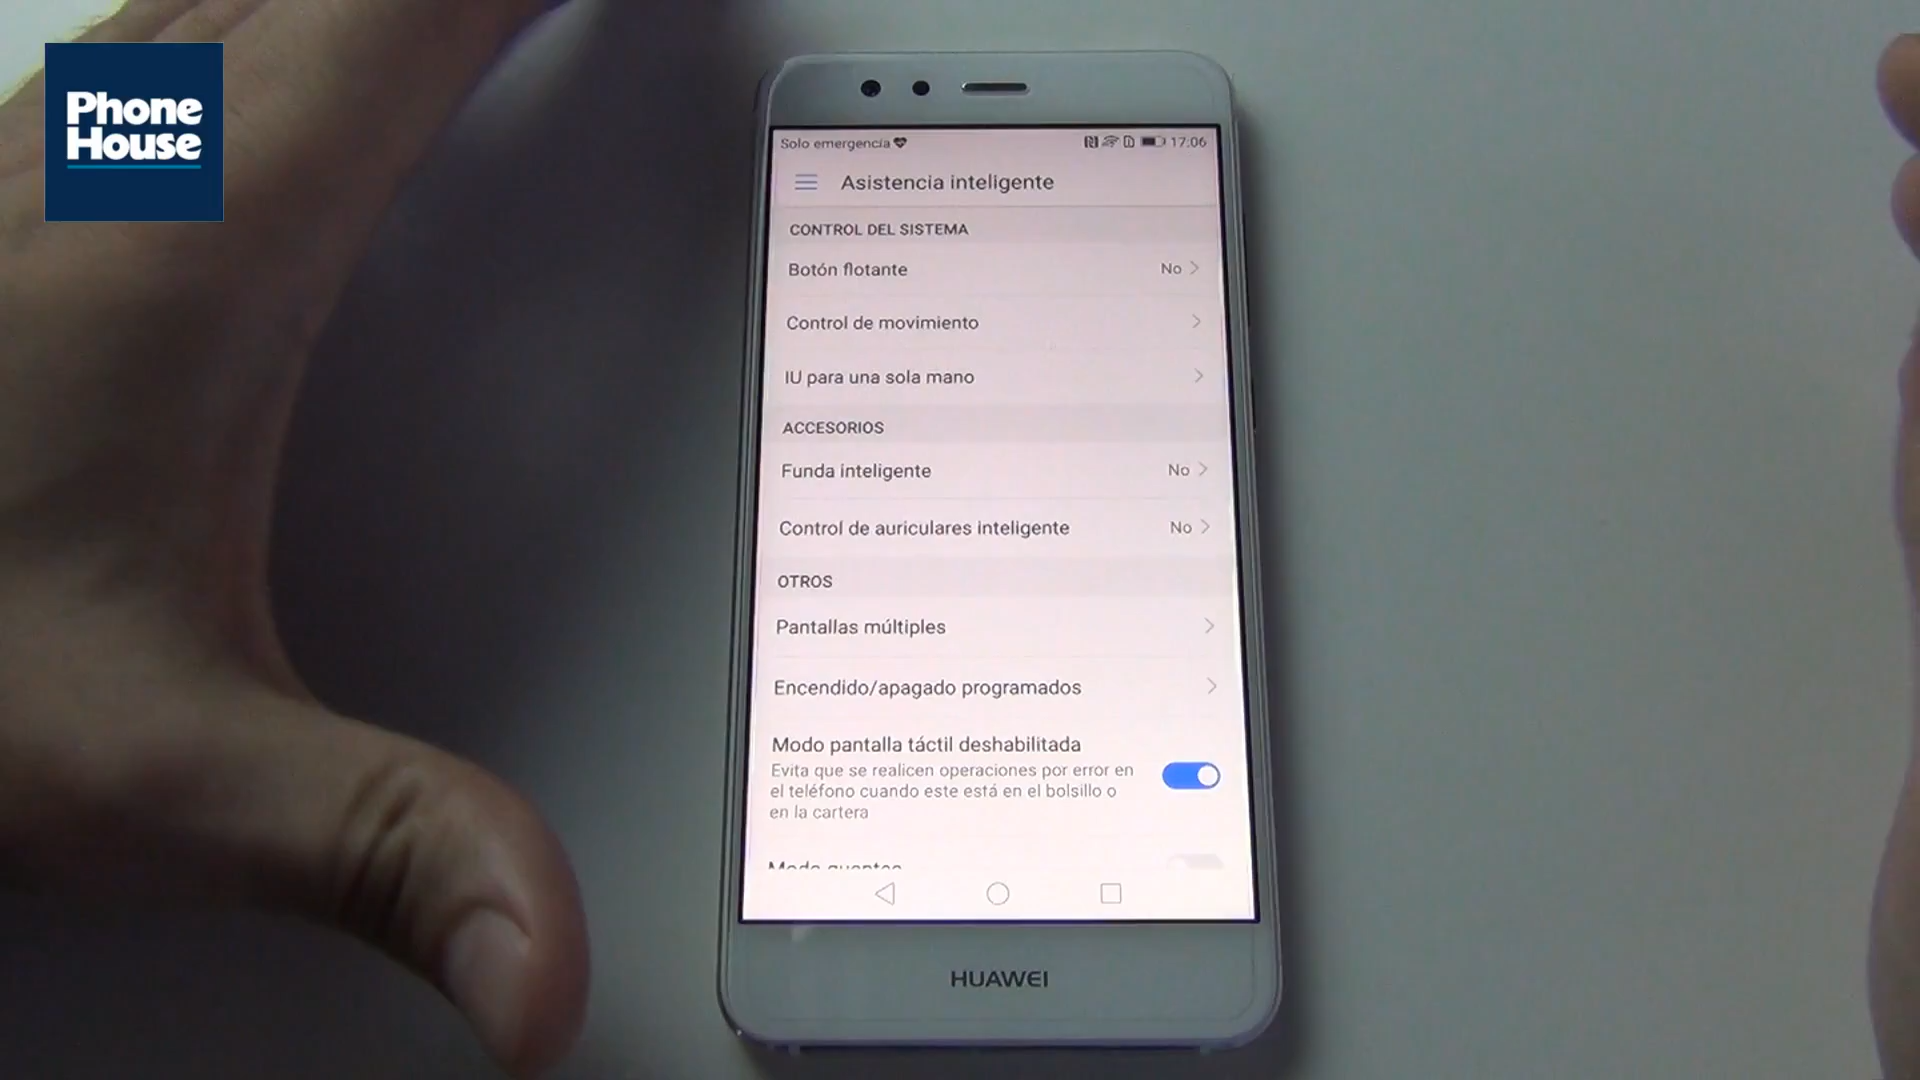 Phone
House
Solo emergencia
17:06
Asistencia inteligente
CONTROL DEL SISTEMA
Botón flotante No
Control de movimiento
IU para una sola mano
ACCESORIOS
Funda inteligente No
Control de auriculares inteligente No
OTROS
Pantallas múltiples
Encendido/apagado programados
Modo pantalla táctil deshabilitada
Evita que se realicen operaciones por error en
el teléfono cuando este está en el bolsillo o
en la cartera
Modo guantes
HUAWEI